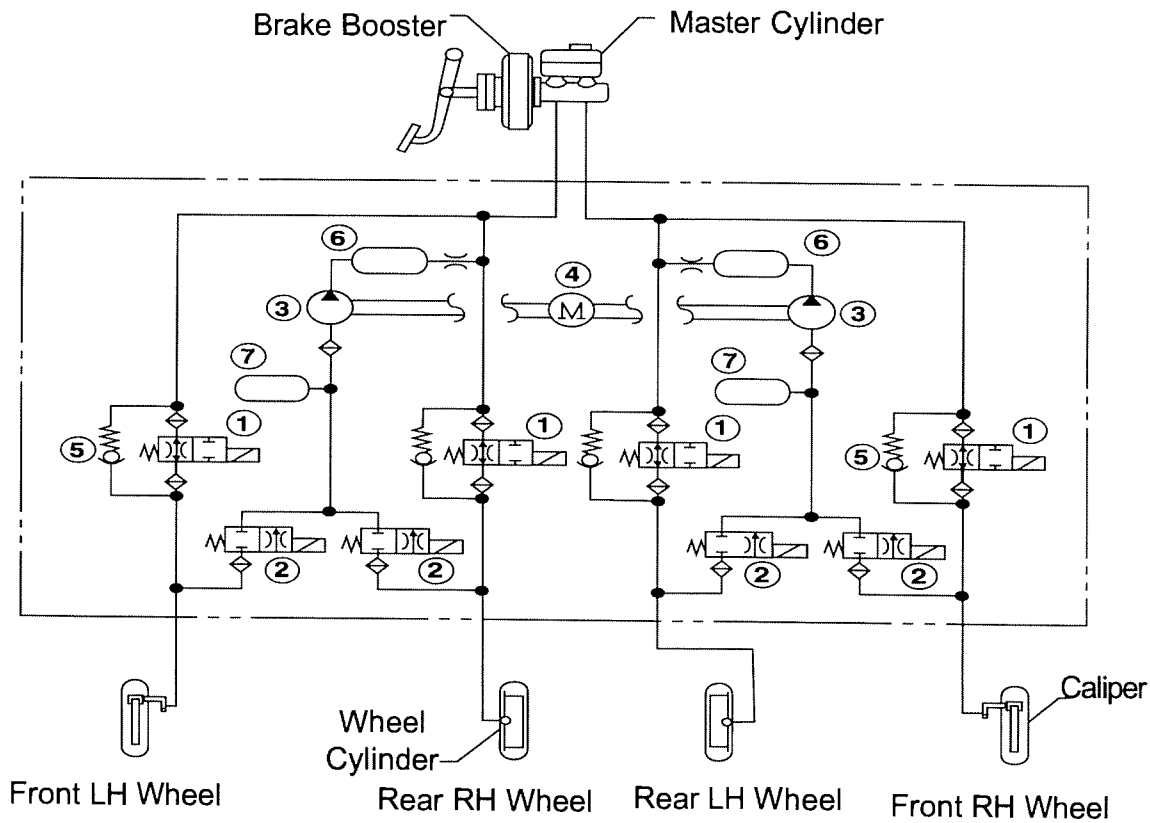 Brake Booster
Master Cylinder
6
6
4
3
3
7
7
1
1
1
1
5
5
2
2
2
2
M
Caliper
Wheel
Cylinder
Front LH Wheel
Rear RH Wheel
Rear LH Wheel
Front RH Wheel